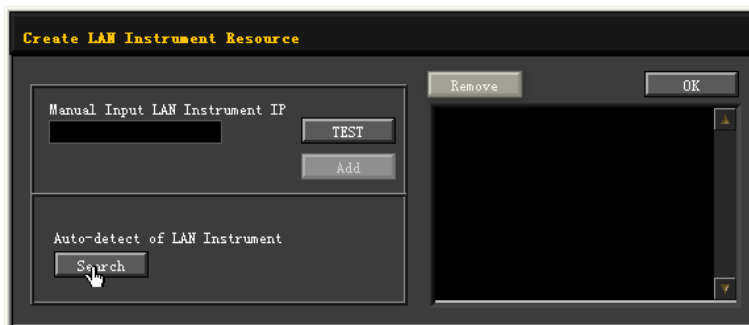 Create LAN Instrument Resource
Remove
OK
Manual Input LAN Instrument IP
TEST
Add
Auto-detect of LAN Instrument
Search